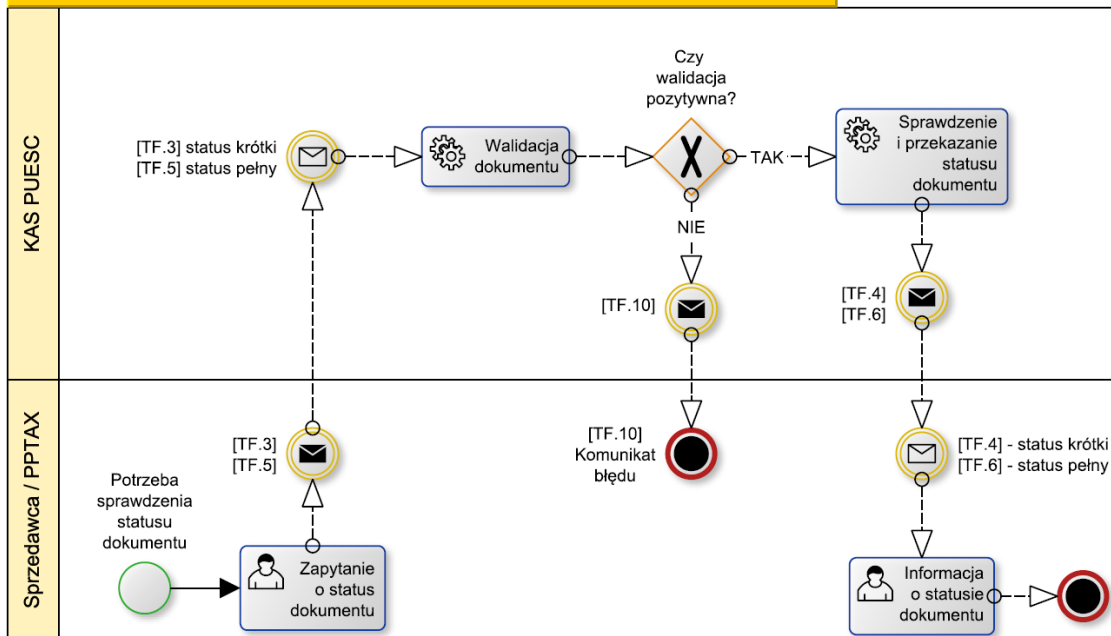 KAS PUESC
Czy
walidacja
pozytywna?
[TF.3] status krótki
[TF.5] status pełny
Walidacja
dokumentu
TAK
Sprawdzenie
i przekazanie
statusu
dokumentu
NIE
[TF.10]
[TF.4]
[TF.6]
Sprzedawca / PPTAX
Potrzeba
sprawdzenia
statusu
dokumentu
[TF.3]
[TF.5]
Zapytanie
o status
dokumentu
[TF.10]
Komunikat
błędu
[TF.4] - status krótki
[TF.6] - status pełny
Informacja
o statusie
dokumentu